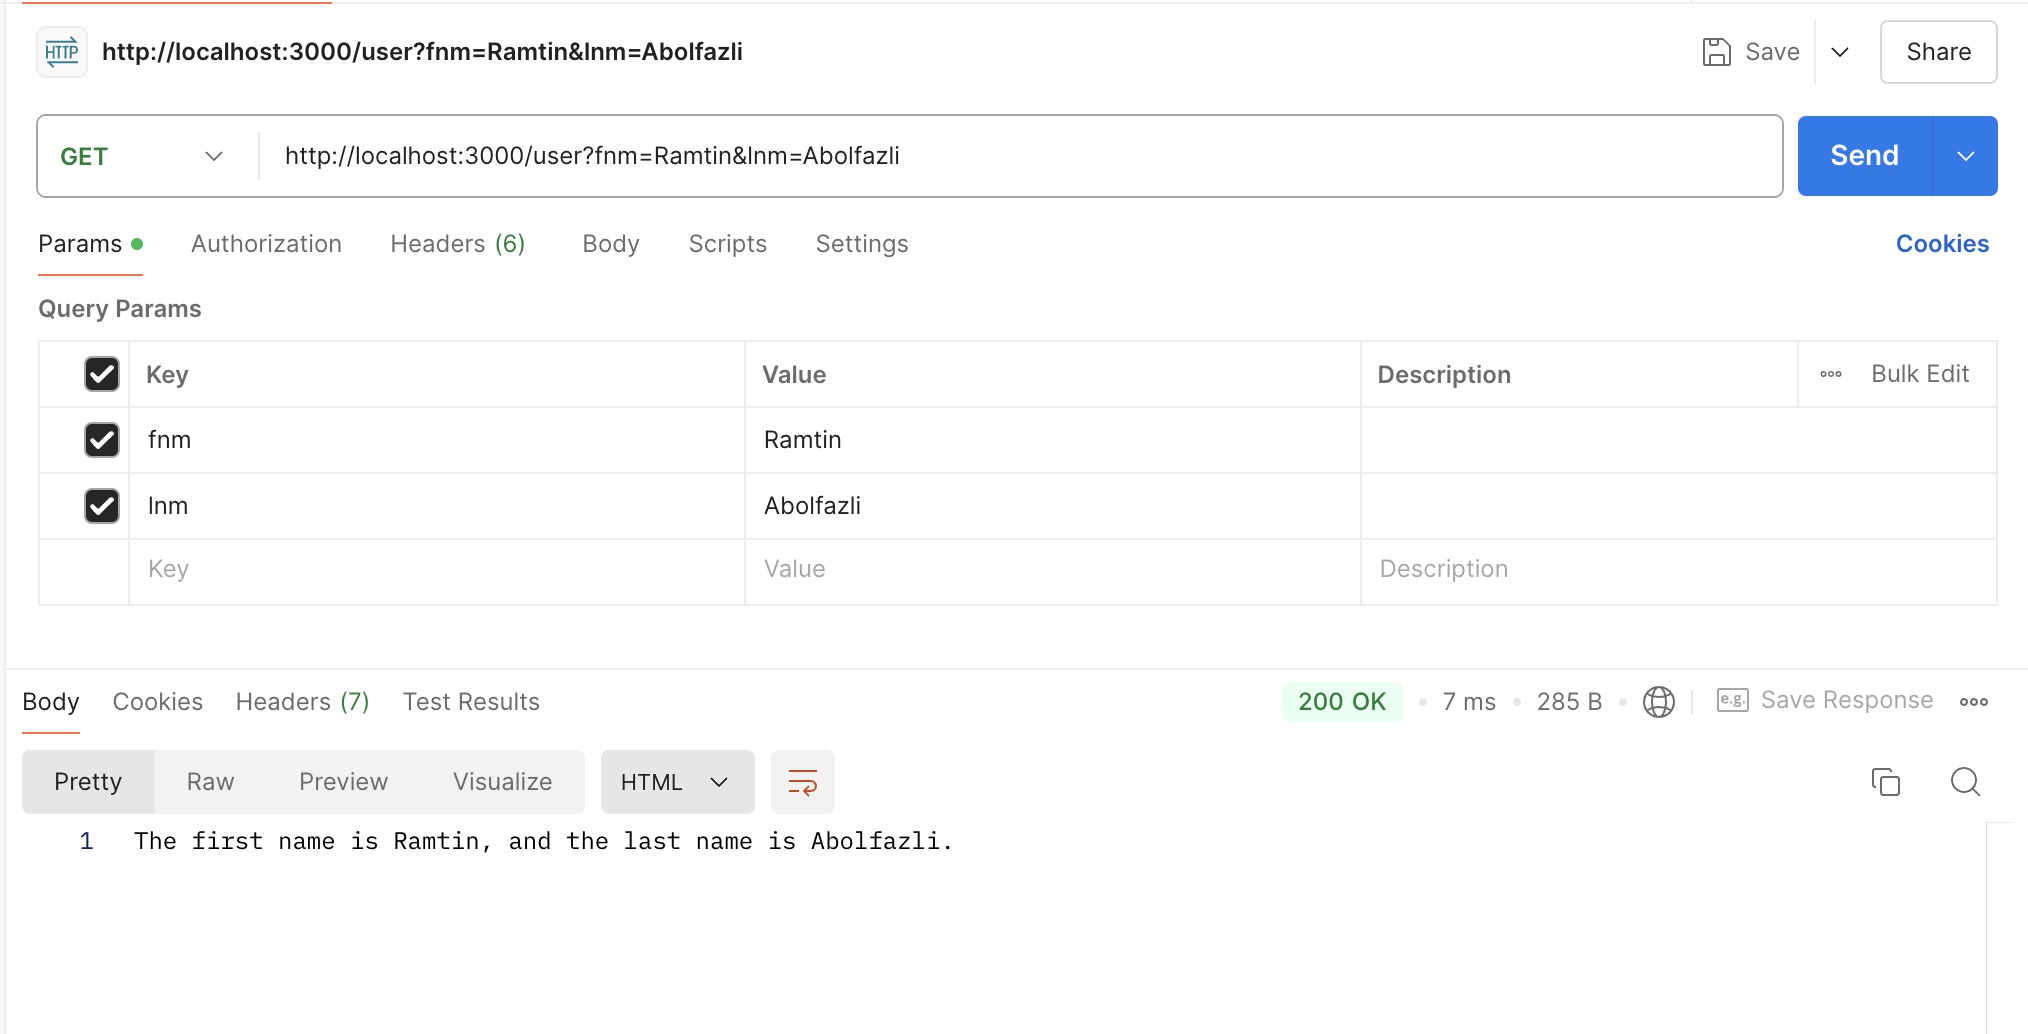 HTTP http://localhost:3000/user?fnm=Ramtin&lnm=Abolfazli Save Share
GET http://localhost:3000/user?fnm=Ramtin&lnm=Abolfazli Send
Params Authorization Headers (6) Body Scripts Settings Cookies
Query Params
Key Value Description Bulk Edit
fnm Ramtin
lnm Abolfazli
Key Value Description
Body Cookies Headers (7) Test Results 200 OK • 7 ms • 285 B • e.g. Save Response
Pretty Raw Preview Visualize HTML
1 The first name is Ramtin, and the last name is Abolfazli.